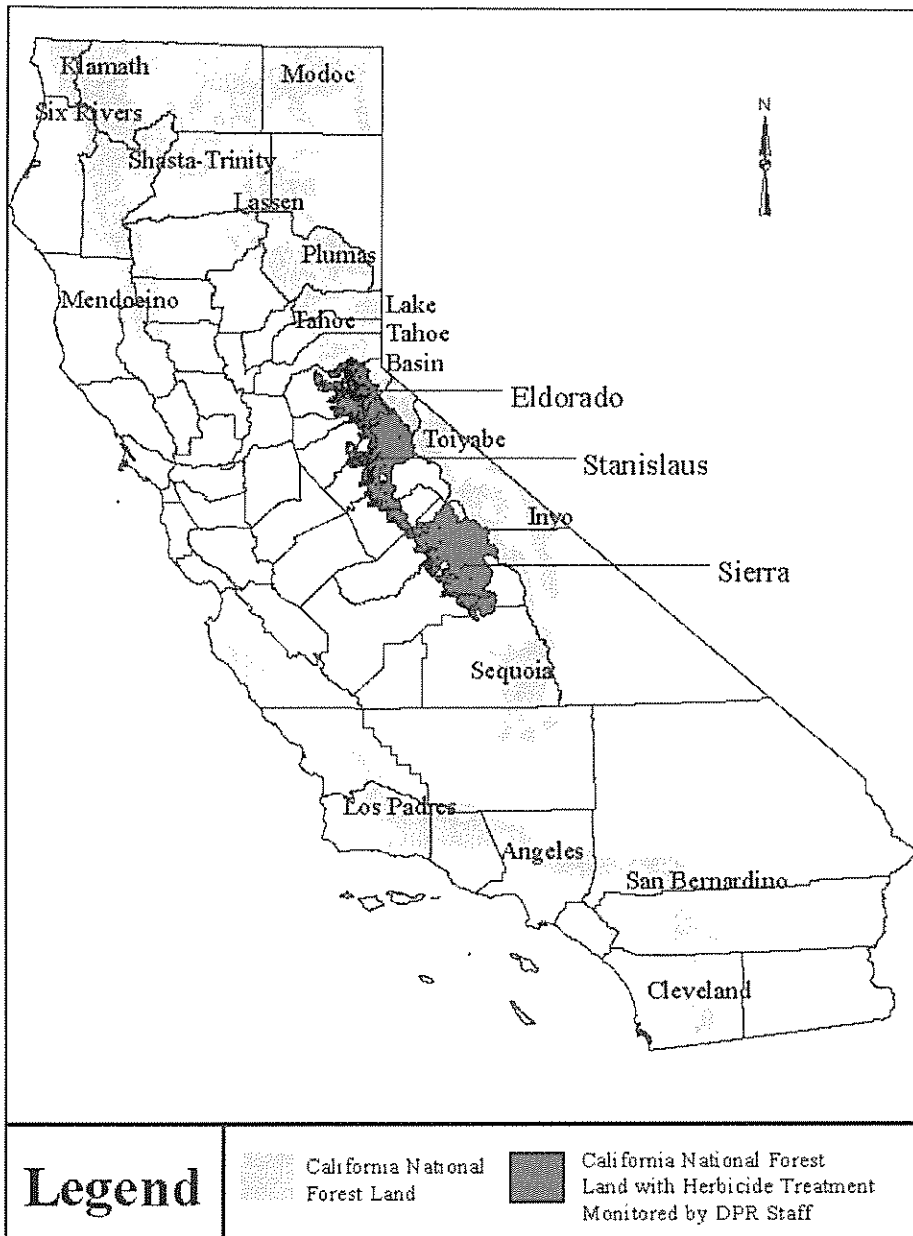 Klamath
Modoc
N
Six Rivers
Shasta-Trinity
Lassen
Plumas
Mendocino
Lake
Tahoe
Tahoe
Basin
Eldorado
Toiyabe
Stanislaus
Inyo
Sierra
Sequoia
Los Padres
Angeles
San Bernardino
Cleveland
Legend
California National
Forest Land
California National Forest
Land with Herbicide Treatment
Monitored by DPR Staff